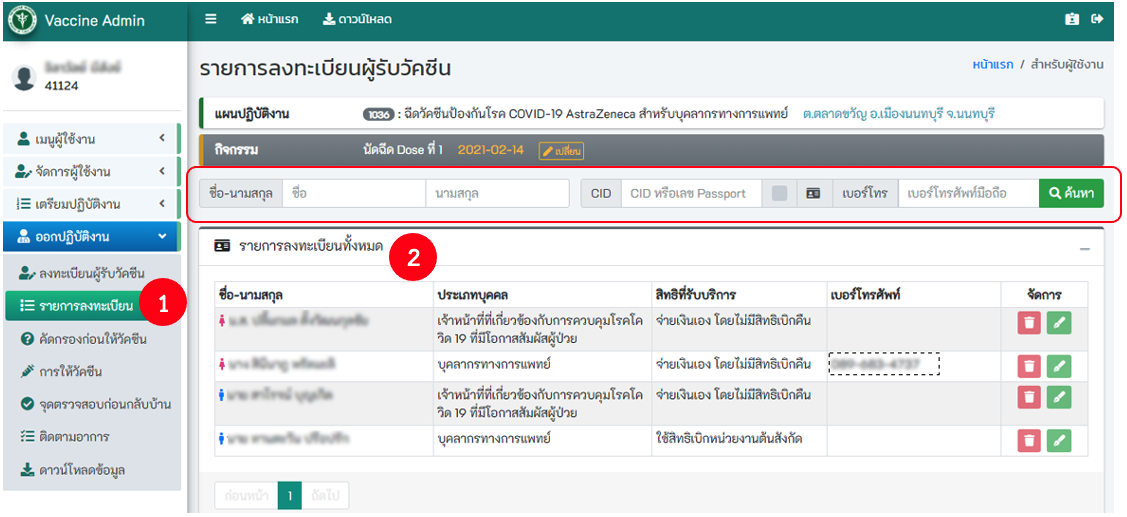 Vaccine Admin
หน้าแรก
ดาวน์โหลด
41124
รายการลงทะเบียนผู้รับวัคซีน
หน้าแรก / สำหรับผู้ใช้งาน
แผนปฏิบัติงาน
1036 : ฉีดวัคซีนป้องกันโรค COVID-19 AstraZeneca สำหรับบุคลากรทางการแพทย์ ต.ตลาดขวัญ อ.เมืองนนทบุรี จ.นนทบุรี
กิจกรรม
นัดฉีด Dose ที่ 1 2021-02-14 เปลี่ยน
เมนูผู้ใช้งาน
จัดการผู้ใช้งาน
เตรียมปฏิบัติงาน
ออกปฏิบัติงาน
ลงทะเบียนผู้รับวัคซีน
รายการลงทะเบียน
1
คัดกรองก่อนให้วัคซีน
การให้วัคซีน
จุดตรวจสอบก่อนกลับบ้าน
ติดตามอาการ
ดาวน์โหลดข้อมูล
ชื่อ-นามสกุล ชื่อ นามสกุล CID CID หรือเลข Passport เบอร์โทร เบอร์โทรศัพท์มือถือ ค้นหา
รายการลงทะเบียนทั้งหมด
2
ชื่อ-นามสกุล ประเภทบุคคล สิทธิที่รับบริการ เบอร์โทรศัพท์ จัดการ
เจ้าหน้าที่ที่เกี่ยวข้องกับการควบคุมโรคโค จ่ายเงินเอง โดยไม่มีสิทธิเบิกคืน
วิด 19 ที่มีโอกาสสัมผัสผู้ป่วย
บุคลากรทางการแพทย์ จ่ายเงินเอง โดยไม่มีสิทธิเบิกคืน
เจ้าหน้าที่ที่เกี่ยวข้องกับการควบคุมโรคโค จ่ายเงินเอง โดยไม่มีสิทธิเบิกคืน
วิด 19 ที่มีโอกาสสัมผัสผู้ป่วย
บุคลากรทางการแพทย์ ใช้สิทธิเบิกหน่วยงานต้นสังกัด
ก่อนหน้า 1 ถัดไป